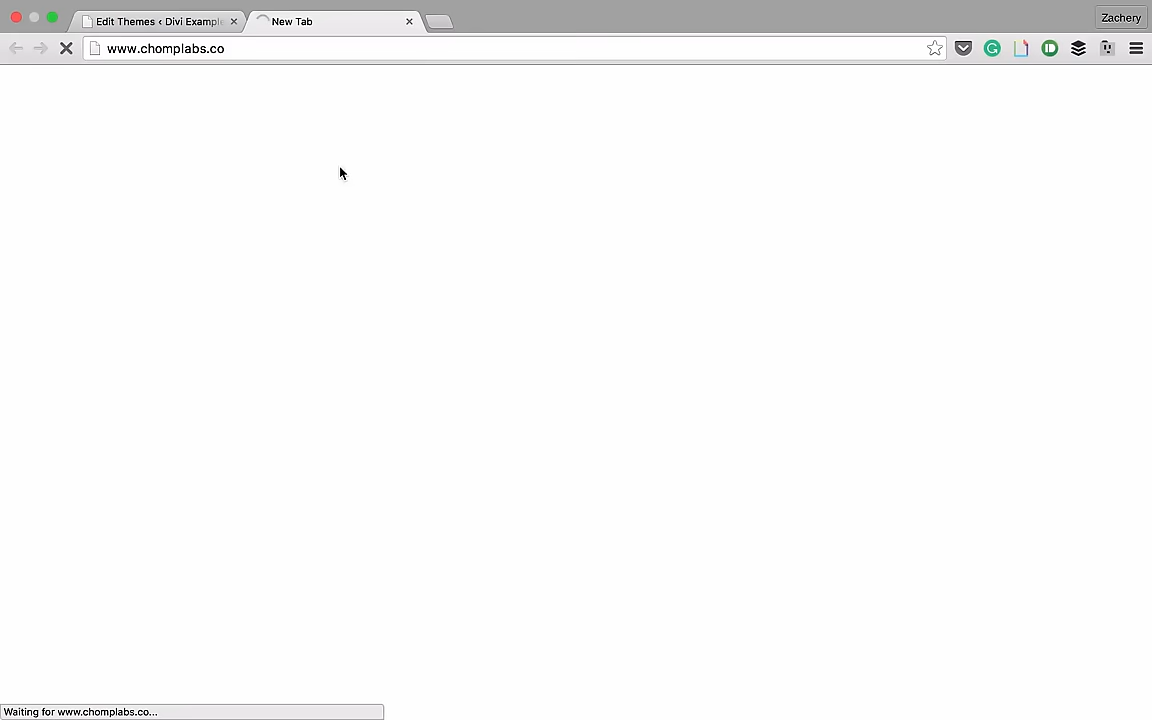 Edit Themes ‹ Divi Example
New Tab
Zachery
www.chomplabs.co
Waiting for www.chomplabs.co...